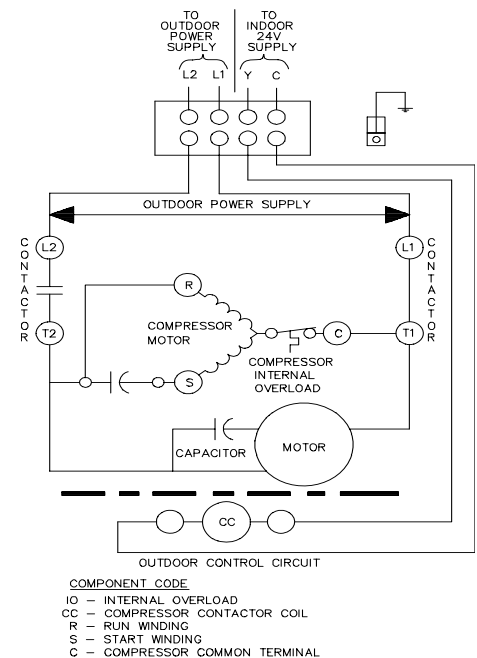 TO OUTDOOR POWER SUPPLY
TO INDOOR 24V SUPPLY
L2 L1 Y C
OUTDOOR POWER SUPPLY
CONTACTOR
L2
L1
CONTACTOR
R
T2
COMPRESSOR MOTOR
C
T1
COMPRESSOR INTERNAL OVERLOAD
S
CAPACITOR
MOTOR
CC
OUTDOOR CONTROL CIRCUIT
COMPONENT CODE
IO – INTERNAL OVERLOAD
CC – COMPRESSOR CONTACTOR COIL
R – RUN WINDING
S – START WINDING
C – COMPRESSOR COMMON TERMINAL